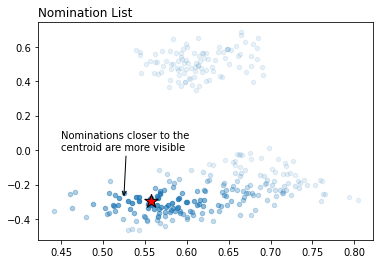 Nomination List
0.6
0.4
0.2
0.0
−0.2
−0.4
Nominations closer to the
centroid are more visible
0.45 0.50 0.55 0.60 0.65 0.70 0.75 0.80